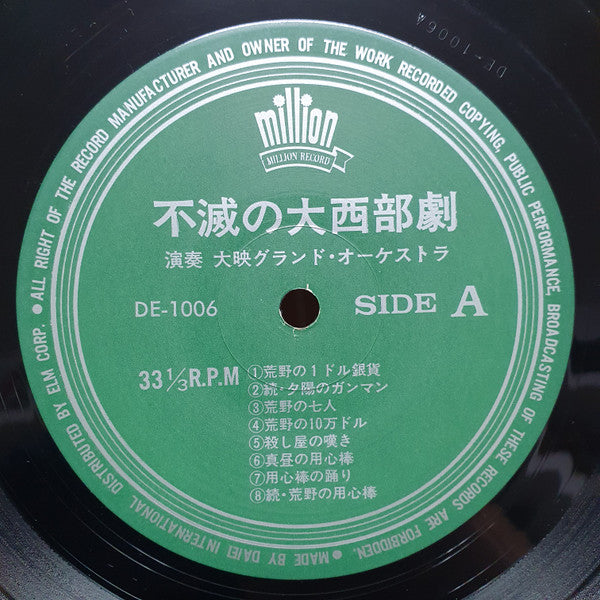 ALL RIGHT OF THE RECORD MANUFACTURER AND OWNER OF THE WORK RECORDED COPYING, PUBLIC PERFORMANCE, BROADCASTING OF THESE RECORDS ARE FORBIDDEN. ● MADE BY DAIEI INTERNATIONAL DISTRIBUTED BY ELM CORP. ●
DE-1006A
million
MILLION RECORD
不滅の大西部劇
演奏 大映グランド・オーケストラ
DE-1006
SIDE A
33 1/3 R.P.M
①荒野の1ドル銀貨
②続・夕陽のガンマン
③荒野の七人
④荒野の10万ドル
⑤殺し屋の嘆き
⑥真昼の用心棒
⑦用心棒の踊り
⑧続・荒野の用心棒